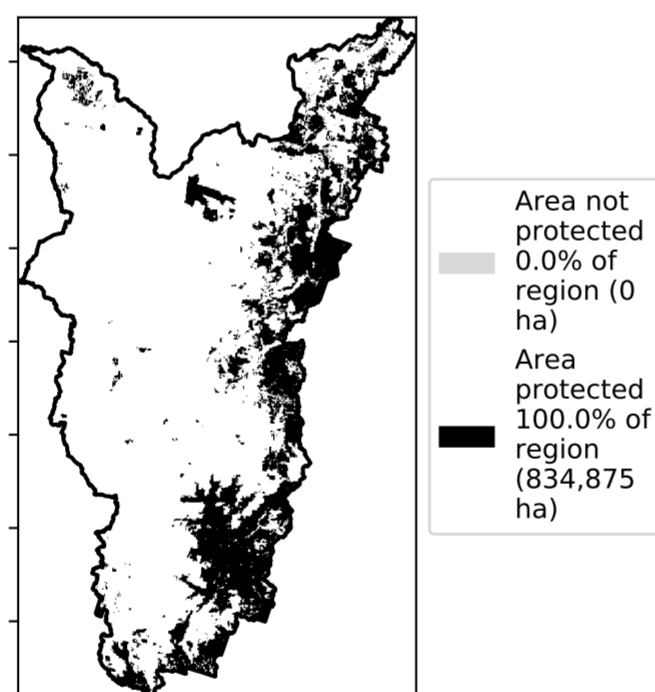 Area not
protected
0.0% of
region (0
ha)
Area
protected
100.0% of
region
(834,875
ha)